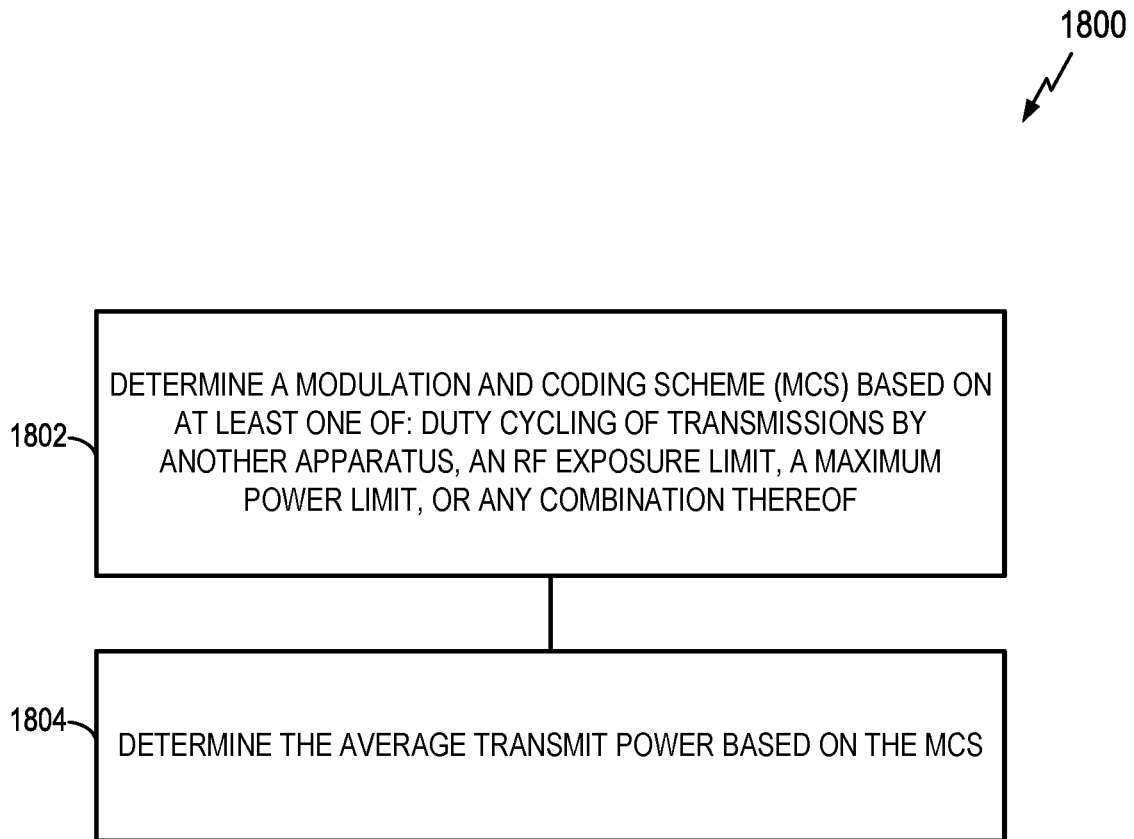 1800
DETERMINE A MODULATION AND CODING SCHEME (MCS) BASED ON
AT LEAST ONE OF: DUTY CYCLING OF TRANSMISSIONS BY
ANOTHER APPARATUS, AN RF EXPOSURE LIMIT, A MAXIMUM
POWER LIMIT, OR ANY COMBINATION THEREOF
1802
1804
DETERMINE THE AVERAGE TRANSMIT POWER BASED ON THE MCS